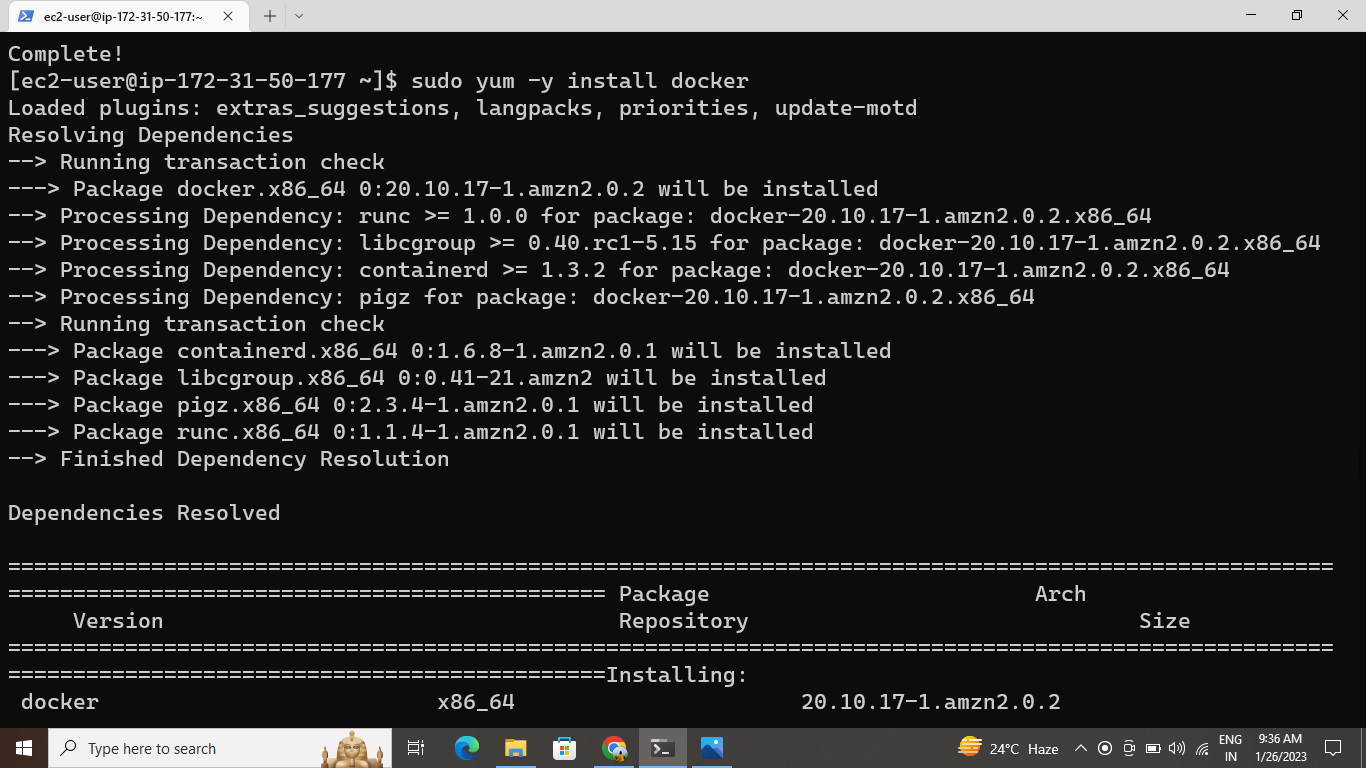 ec2-user@ip-172-31-50-177:~
Complete!
[ec2-user@ip-172-31-50-177 ~]$ sudo yum -y install docker
Loaded plugins: extras_suggestions, langpacks, priorities, update-motd
Resolving Dependencies
--> Running transaction check
---> Package docker.x86_64 0:20.10.17-1.amzn2.0.2 will be installed
--> Processing Dependency: runc >= 1.0.0 for package: docker-20.10.17-1.amzn2.0.2.x86_64
--> Processing Dependency: libcgroup >= 0.40.rc1-5.15 for package: docker-20.10.17-1.amzn2.0.2.x86_64
--> Processing Dependency: containerd >= 1.3.2 for package: docker-20.10.17-1.amzn2.0.2.x86_64
--> Processing Dependency: pigz for package: docker-20.10.17-1.amzn2.0.2.x86_64
--> Running transaction check
---> Package containerd.x86_64 0:1.6.8-1.amzn2.0.1 will be installed
---> Package libcgroup.x86_64 0:0.41-21.amzn2 will be installed
---> Package pigz.x86_64 0:2.3.4-1.amzn2.0.1 will be installed
---> Package runc.x86_64 0:1.1.4-1.amzn2.0.1 will be installed
--> Finished Dependency Resolution
Dependencies Resolved
======================================================================================================
============================================== Package Arch
Version Repository Size
======================================================================================================
==============================================Installing:
docker x86_64 20.10.17-1.amzn2.0.2
Type here to search
24°C Haze
ENG
IN
9:36 AM
1/26/2023